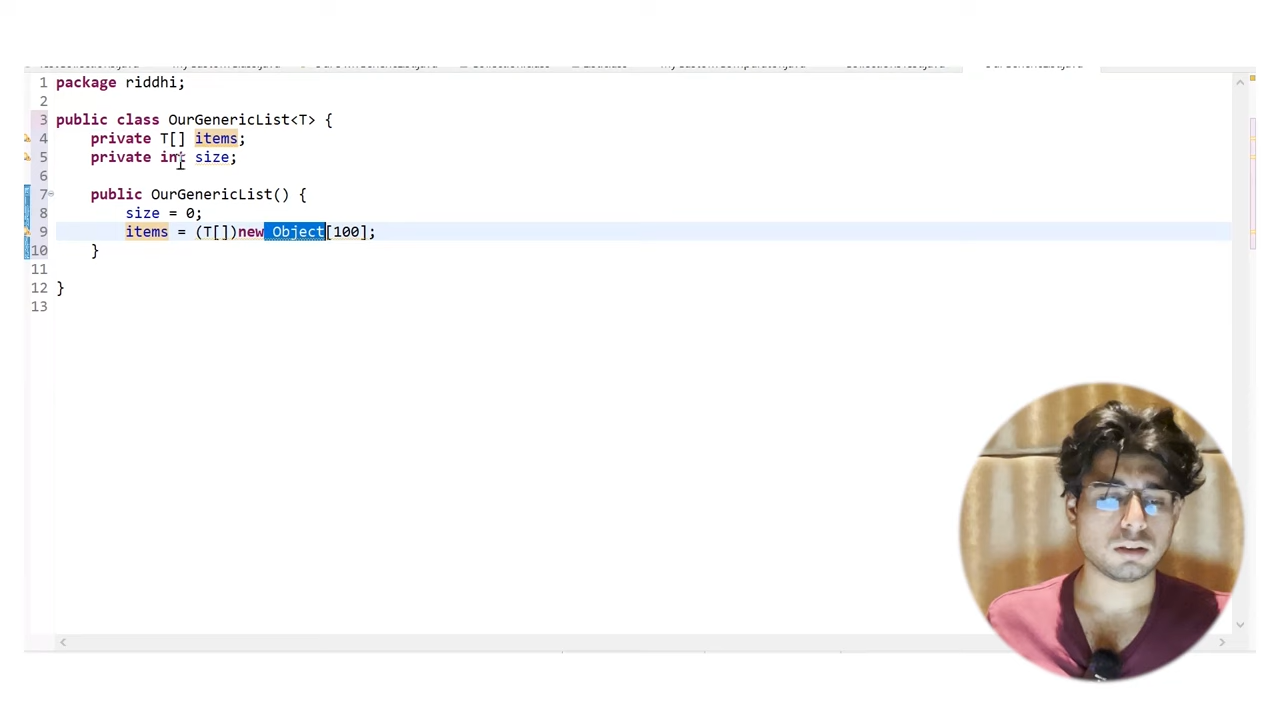 1 package riddhi;
2
3 public class OurGenericList<T> {
4 private T[] items;
5 private int size;
6
7 public OurGenericList() {
8 size = 0;
9 items = (T[])new Object[100];
10 }
11
12 }
13